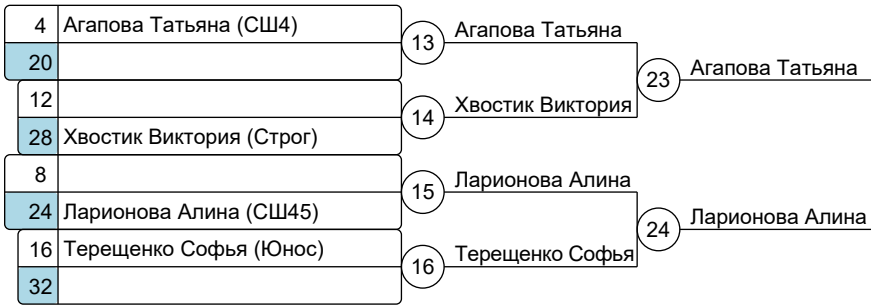 4 Агапова Татьяна (СШ4)
20
13 Агапова Татьяна
12
28 Хвостик Виктория (Строг)
14 Хвостик Виктория
23 Агапова Татьяна
8
24 Ларионова Алина (СШ45)
15 Ларионова Алина
16 Терещенко Софья (Юнос)
32
16 Терещенко Софья
24 Ларионова Алина